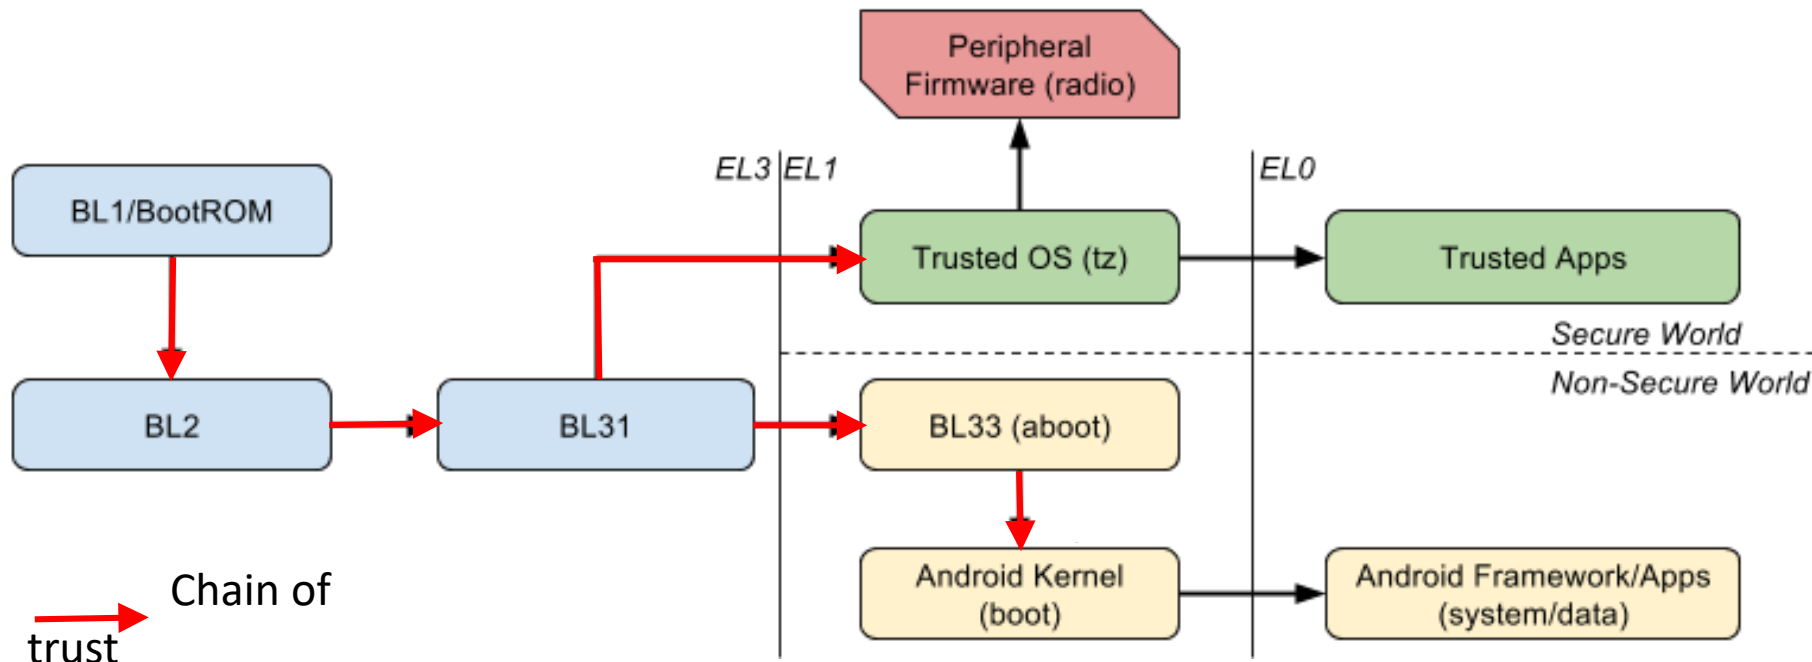 Peripheral
Firmware (radio)
EL3
EL1
EL0
BL1/BootROM
Trusted OS (tz)
Trusted Apps
Secure World
Non-Secure World
BL2
BL31
BL33 (aboot)
Android Kernel
(boot)
Android Framework/Apps
(system/data)
Chain of
trust